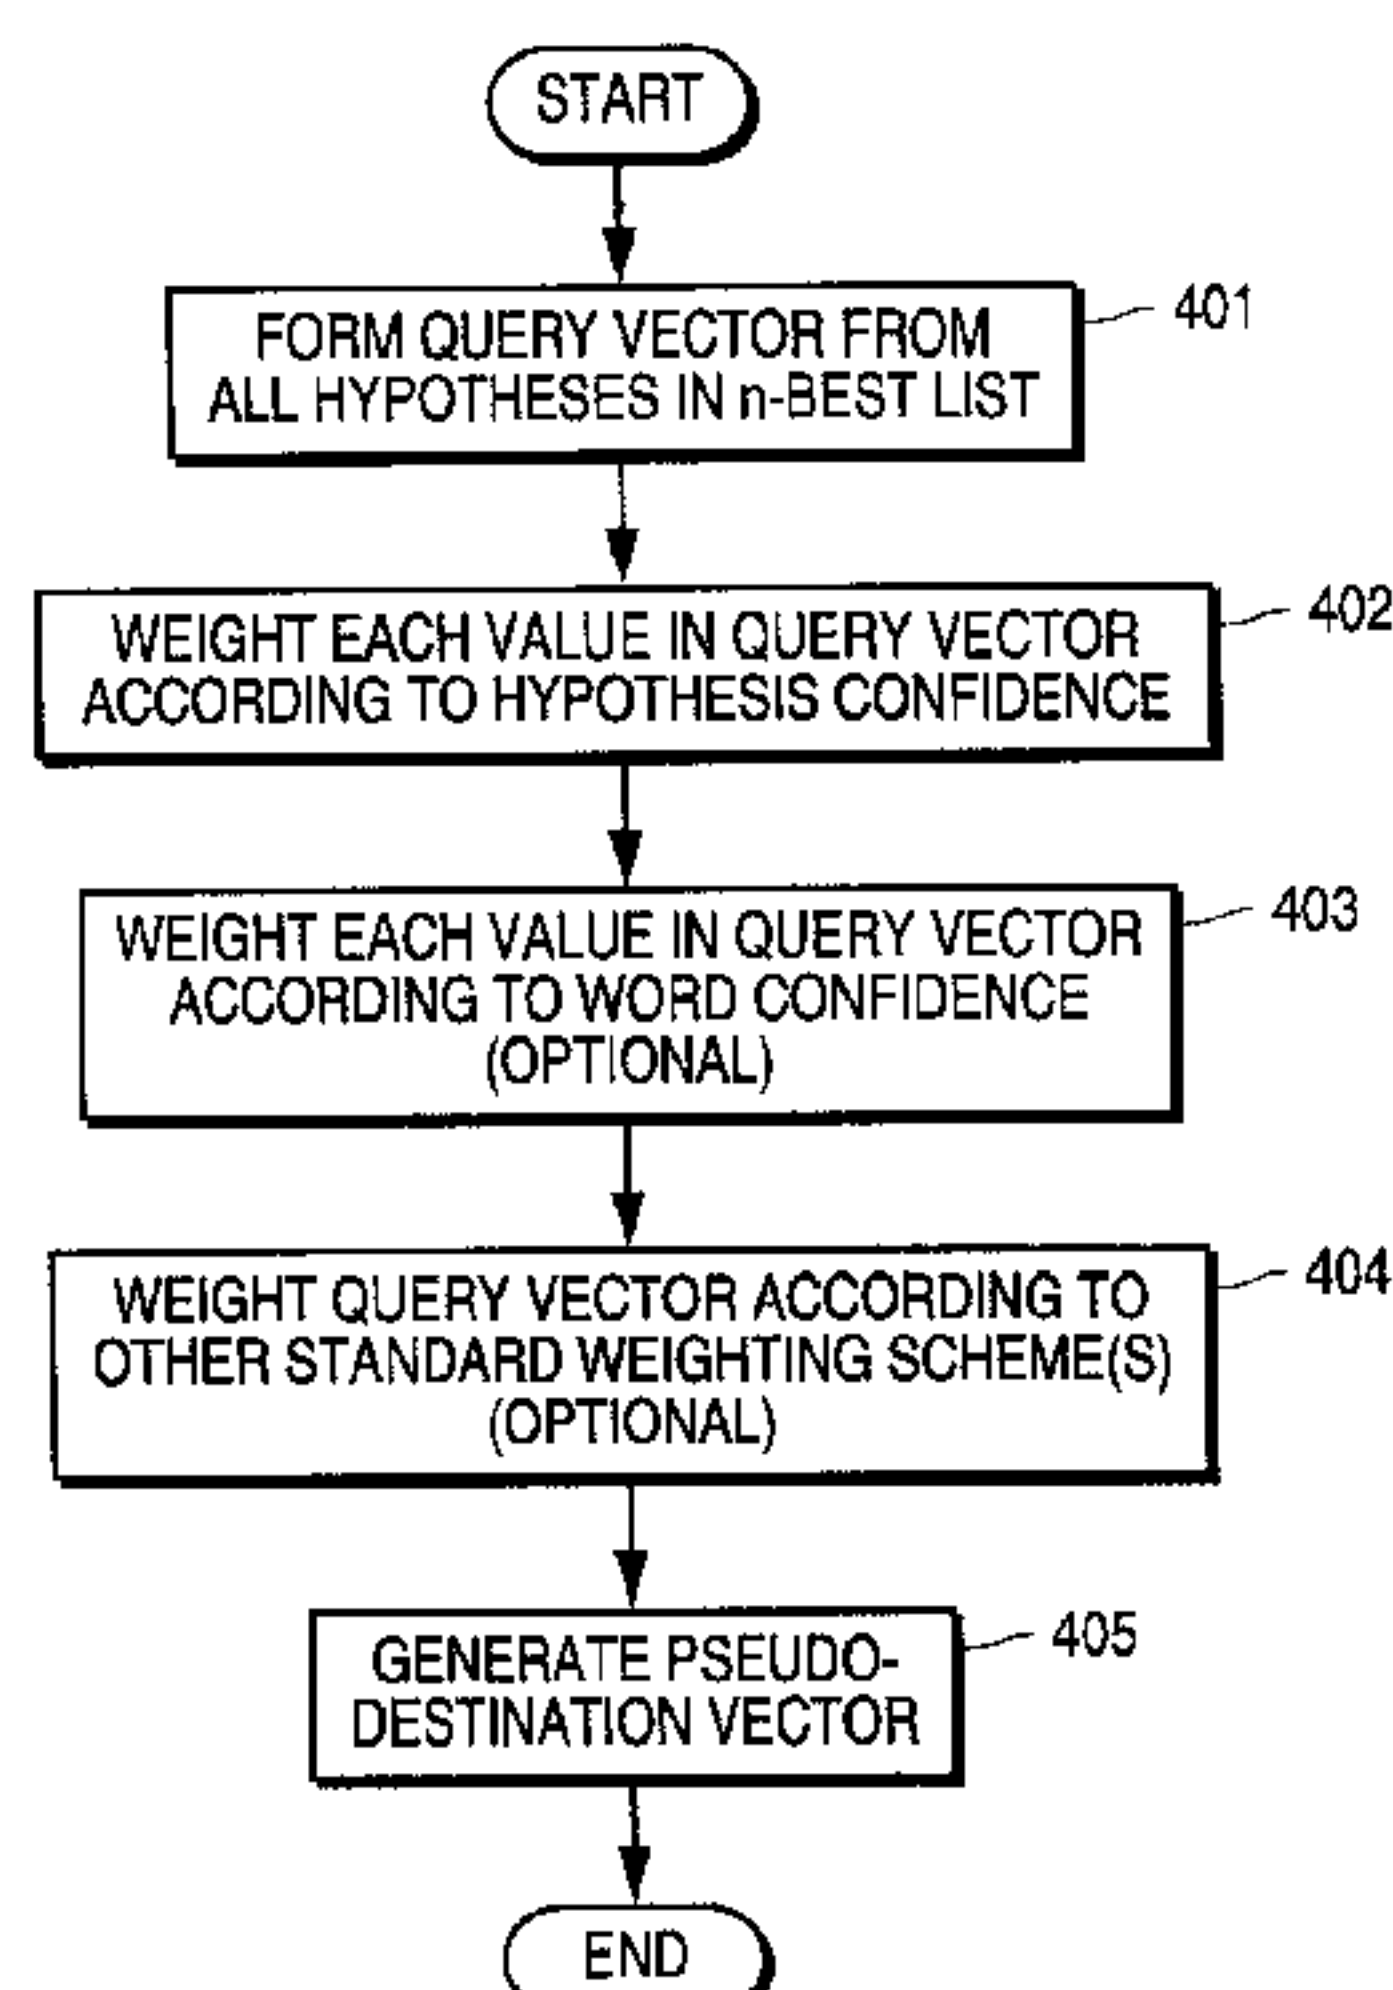 START
FORM QUERY VECTOR FROM
ALL HYPOTHESES IN n-BEST LIST
401
WEIGHT EACH VALUE IN QUERY VECTOR
ACCORDING TO HYPOTHESIS CONFIDENCE
402
WEIGHT EACH VALUE IN QUERY VECTOR
ACCORDING TO WORD CONFIDENCE
(OPTIONAL)
403
WEIGHT QUERY VECTOR ACCORDING TO
OTHER STANDARD WEIGHTING SCHEME(S)
(OPTIONAL)
404
GENERATE PSEUDO-
DESTINATION VECTOR
405
END